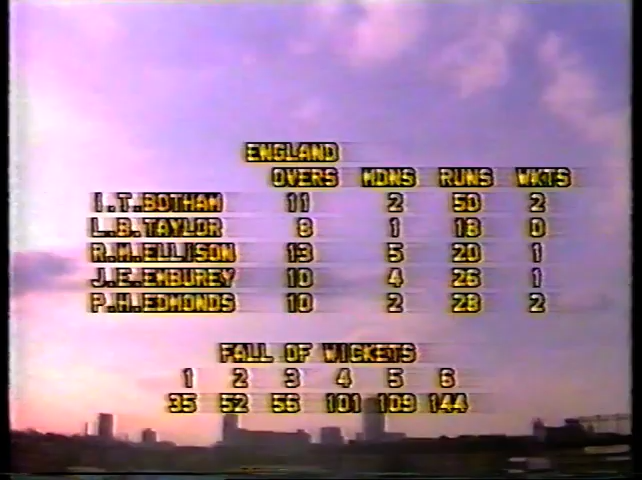 ENGLAND
OVERS MDNS RUNS WKTS
I.T.BOTHAM 11 2 50 2
L.B.TAYLOR 8 1 18 0
R.M.ELLISON 13 5 20 1
J.E.EMBUREY 10 4 26 1
P.H.EDMONDS 10 2 28 2
FALL OF WICKETS
1 2 3 4 5 6
35 52 56 101 109 144